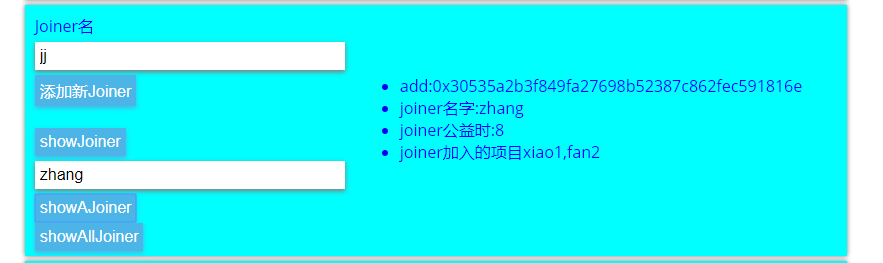 Joiner名
jj
添加新Joiner
showJoiner
zhang
showAJoiner
showAllJoiner
add:0x30535a2b3f849fa27698b52387c862fec591816e
joiner名字:zhang
joiner公益时:8
joiner加入的项目xiao1,fan2